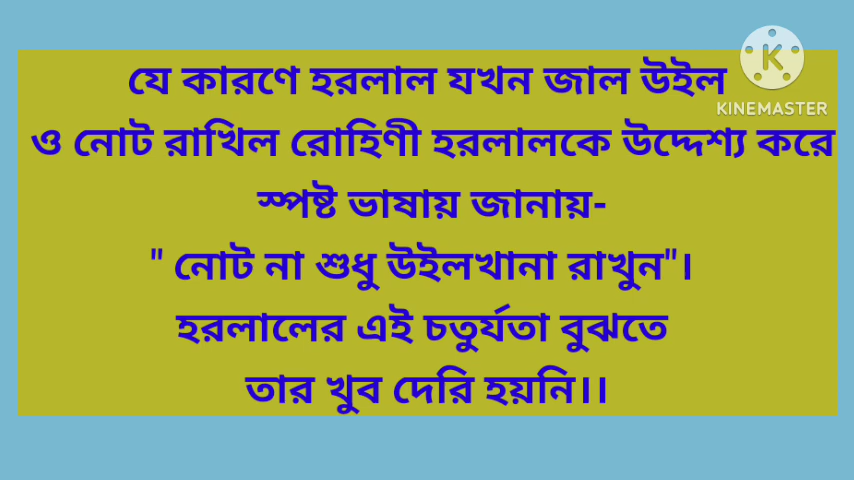 যে কারণে হরলাল যখন জাল উইল
KINEMASTER
ও নোট রাখিল রোহিণী হরলালকে উদ্দেশ্য করে
স্পষ্ট ভাষায় জানায়-
" নোট না শুধু উইলখানা রাখুন"।
হরলালের এই চতুর্যতা বুঝতে
তার খুব দেরি হয়নি।।